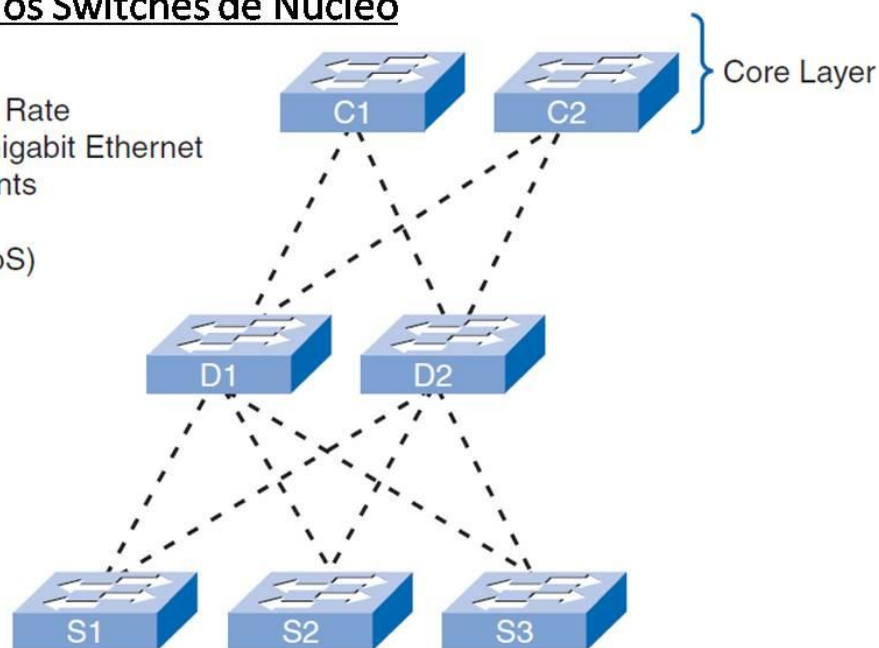 os Switches de Núcleo
Rate
igabit Ethernet
nts
oS)
Core Layer
C1
C2
D1
D2
S1
S2
S3